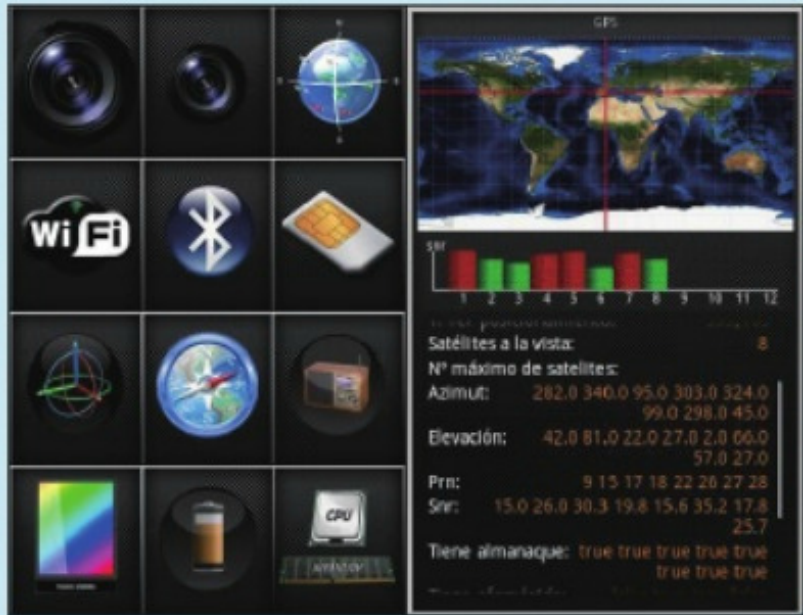 Wi Fi
CPU
GPS
snr
1 2 3 4 5 6 7 8 9 10 11 12
Satélites a la vista: 8
N° máximo de satelites:
Azimut: 282.0 340.0 95.0 303.0 324.0
99.0 298.0 45.0
Elevación: 42.0 81.0 22.0 27.0 2.0 66.0
57.0 27.0
Prn: 9 15 17 18 22 26 27 28
Snr: 15.0 26.0 30.3 19.8 15.6 35.2 17.8
25.7
Tiene almanaque: true true true true true
true true true